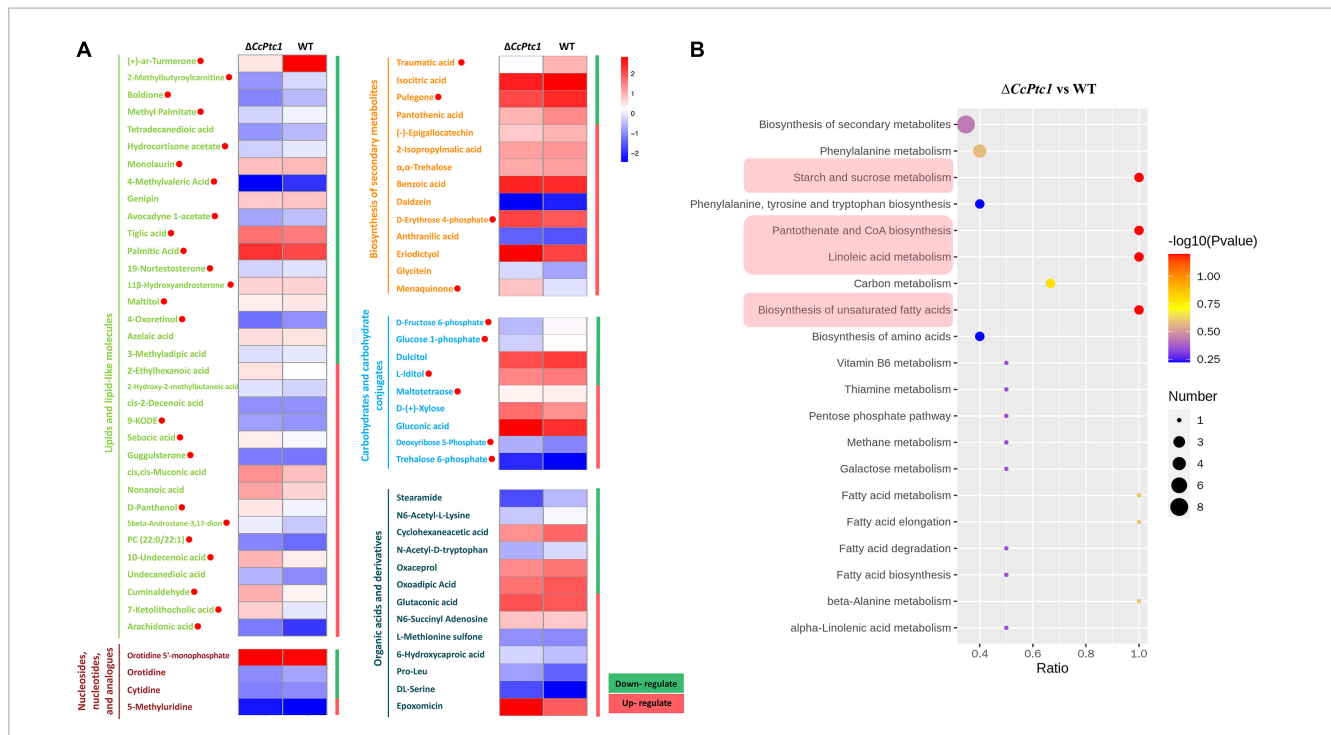 A
ΔCcPtc1
WT
Lipids and lipid-like molecules
(+)-ar-Turmerone
2-Methylbutyroylcarnitine
Boldione
Methyl Palmitate
Tetradecanedioic acid
Hydrocortisone acetate
Monolaurin
4-Methylvaleric Acid
Genipin
Avocadyne 1-acetate
Tiglic acid
Palmitic Acid
19-Nortestosterone
11β-Hydroxyandrosterone
Maltitol
4-Oxoretinol
Azelaic acid
3-Methyladipic acid
2-Ethylhexanoic acid
2-Hydroxy-2-methylbutanoic acid
cis-2-Decenoic acid
9-KODE
Sebacic acid
Guggulsterone
cis,cis-Muconic acid
Nonanoic acid
D-Panthenol
5beta-Androstane-3,17-dion
PC (22:0/22:1)
10-Undecenoic acid
Undecanedioic acid
Cuminaldehyde
7-Ketolithocholic acid
Arachidonic acid
Nucleosides,
nucleotides,
and analogues
Orotidine 5'-monophosphate
Orotidine
Cytidine
5-Methyluridine
ΔCcPtc1
WT
Biosynthesis of secondary metabolites
Traumatic acid
Isocitric acid
Pulegone
Pantothenic acid
(-)-Epigallocatechin
2-Isopropylmalic acid
α,α-Trehalose
Benzoic acid
Daidzein
D-Erythrose 4-phosphate
Anthranilic acid
Eriodictyol
Glycitein
Menaquinone
Carbohydrates and carbohydrate
conjugates
D-Fructose 6-phosphate
Glucose 1-phosphate
Dulcitol
L-Iditol
Maltotetraose
D-(+)-Xylose
Gluconic acid
Deoxyribose 5-Phosphate
Trehalose 6-phosphate
Organic acids and derivatives
Stearamide
N6-Acetyl-L-Lysine
Cyclohexaneacetic acid
N-Acetyl-D-tryptophan
Oxaceprol
Oxoadipic Acid
Glutaconic acid
N6-Succinyl Adenosine
L-Methionine sulfone
6-Hydroxycaproic acid
Pro-Leu
DL-Serine
Epoxomicin
2
1
0
−1
−2
Down- regulate
Up- regulate
B
ΔCcPtc1 vs WT
Biosynthesis of secondary metabolites
Phenylalanine metabolism
Starch and sucrose metabolism
Phenylalanine, tyrosine and tryptophan biosynthesis
Pantothenate and CoA biosynthesis
Linoleic acid metabolism
Carbon metabolism
Biosynthesis of unsaturated fatty acids
Biosynthesis of amino acids
Vitamin B6 metabolism
Thiamine metabolism
Pentose phosphate pathway
Methane metabolism
Galactose metabolism
Fatty acid metabolism
Fatty acid elongation
Fatty acid degradation
Fatty acid biosynthesis
beta-Alanine metabolism
alpha-Linolenic acid metabolism
0.4 0.6 0.8 1.0
Ratio
-log10(Pvalue)
1.00
0.75
0.50
0.25
Number
1
3
4
6
8